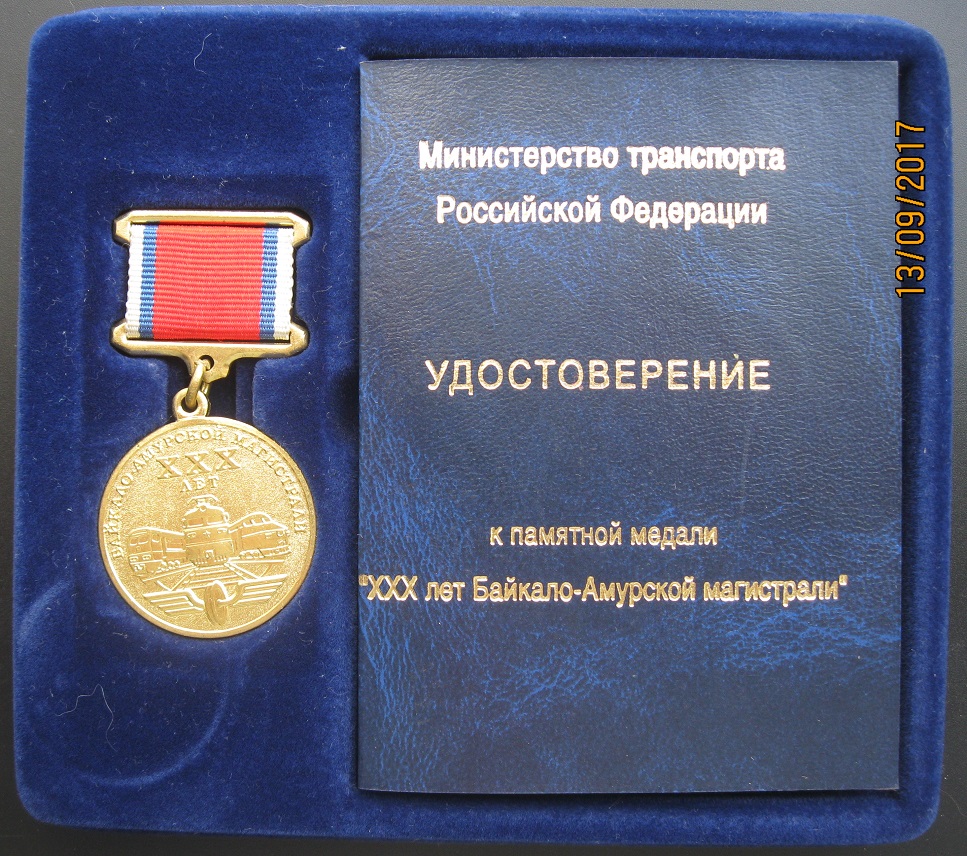 БАЙКАЛО-АМУРСКОЙ МАГИСТРАЛИ
XXX
ЛЕТ
Министерство транспорта
Российской Федерации
УДОСТОВЕРЕНИЕ
к памятной медали
"XXX лет Байкало-Амурской магистрали"
13/09/2017